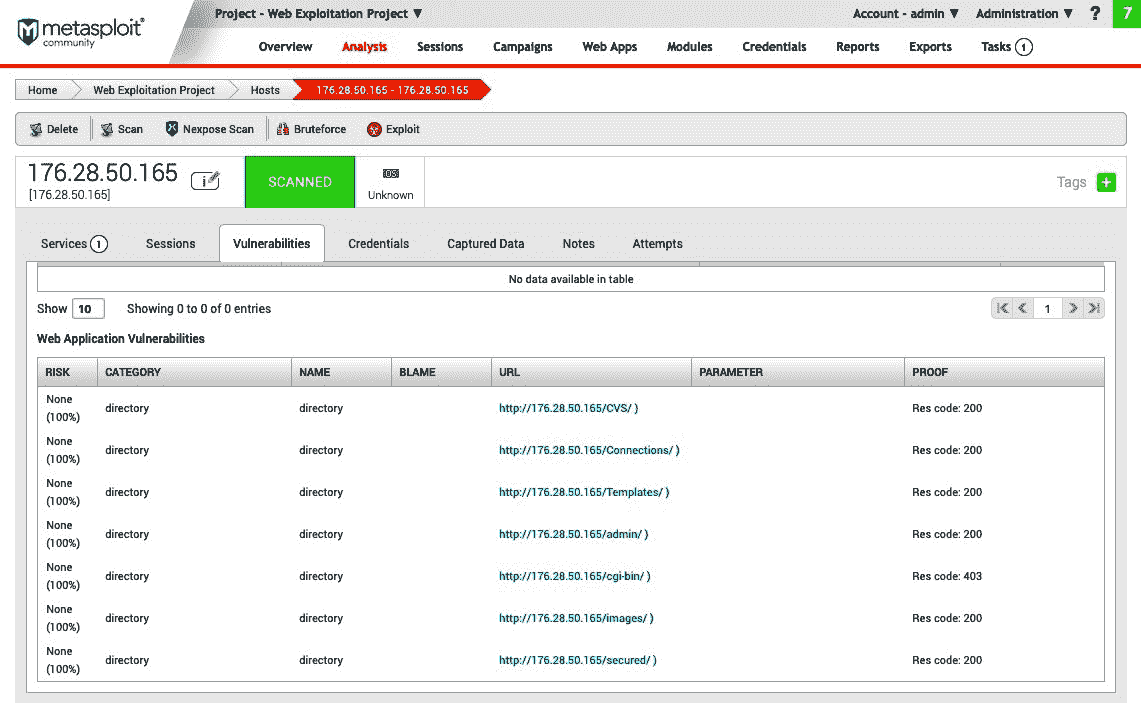 metasploit®
community
Project - Web Exploitation Project ▼
Account - admin ▼ Administration ▼ ? 7
Overview Analysis Sessions Campaigns Web Apps Modules Credentials Reports Exports Tasks 1
Home Web Exploitation Project Hosts 176.28.50.165 - 176.28.50.165
Delete Scan Nexpose Scan Bruteforce Exploit
176.28.50.165
[176.28.50.165]
SCANNED
OS
Unknown
Tags +
Services 1 Sessions Vulnerabilities Credentials Captured Data Notes Attempts
No data available in table
Show 10 Showing 0 to 0 of 0 entries 1
Web Application Vulnerabilities
RISK CATEGORY NAME BLAME URL PARAMETER PROOF
None
(100%) directory directory http://176.28.50.165/CVS/ ) Res code: 200
None
(100%) directory directory http://176.28.50.165/Connections/ ) Res code: 200
None
(100%) directory directory http://176.28.50.165/Templates/ ) Res code: 200
None
(100%) directory directory http://176.28.50.165/admin/ ) Res code: 200
None
(100%) directory directory http://176.28.50.165/cgi-bin/ ) Res code: 403
None
(100%) directory directory http://176.28.50.165/images/ ) Res code: 200
None
(100%) directory directory http://176.28.50.165/secured/ ) Res code: 200